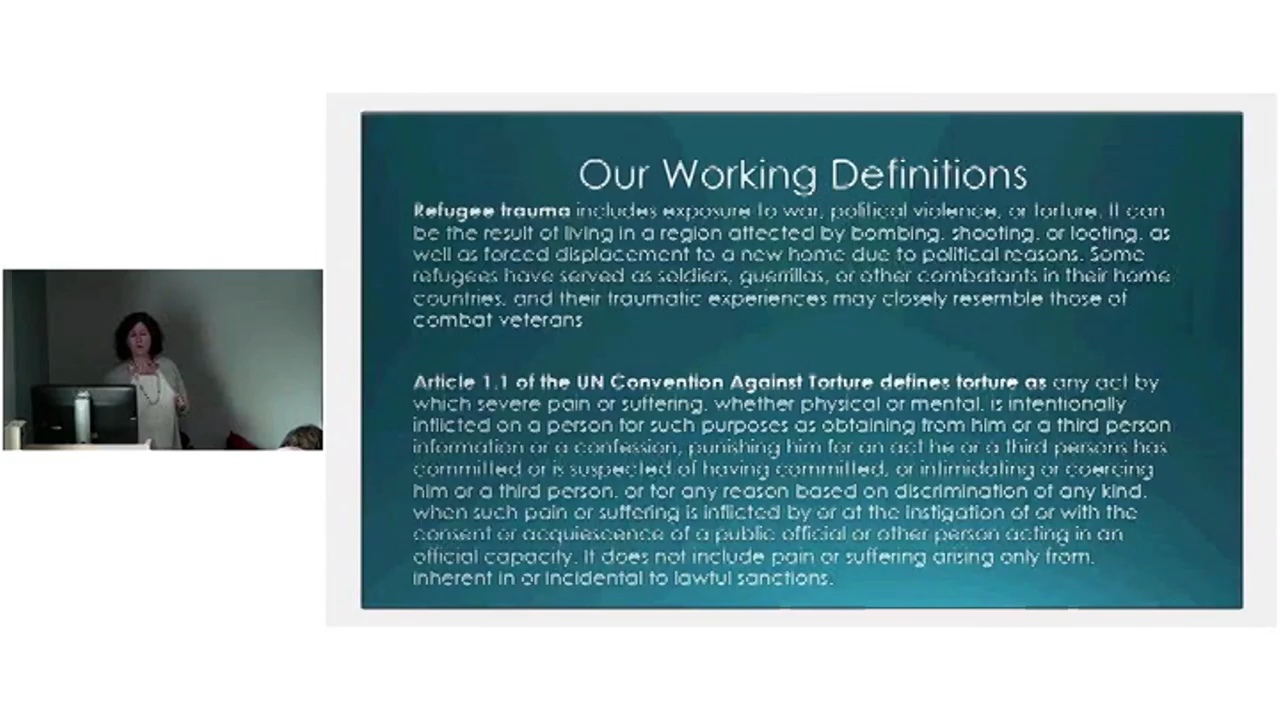 Our Working Definitions
Refugee trauma includes exposure to war, political violence, or torture. It can
be the result of living in a region affected by bombing, shooting, or looting, as
well as forced displacement to a new home due to political reasons. Some
refugees have served as soldiers, guerrillas, or other combatants in their home
countries, and their traumatic experiences may closely resemble those of
combat veterans
Article 1.1 of the UN Convention Against Torture defines torture as any act by
which severe pain or suffering, whether physical or mental, is intentionally
inflicted on a person for such purposes as obtaining from him or a third person
information or a confession, punishing him for an act he or a third persons has
committed or is suspected of having committed, or intimidating or coercing
him or a third person, or for any reason based on discrimination of any kind,
when such pain or suffering is inflicted by or at the instigation of or with the
consent or acquiescence of a public official or other person acting in an
official capacity. It does not include pain or suffering arising only from,
inherent in or incidental to lawful sanctions.